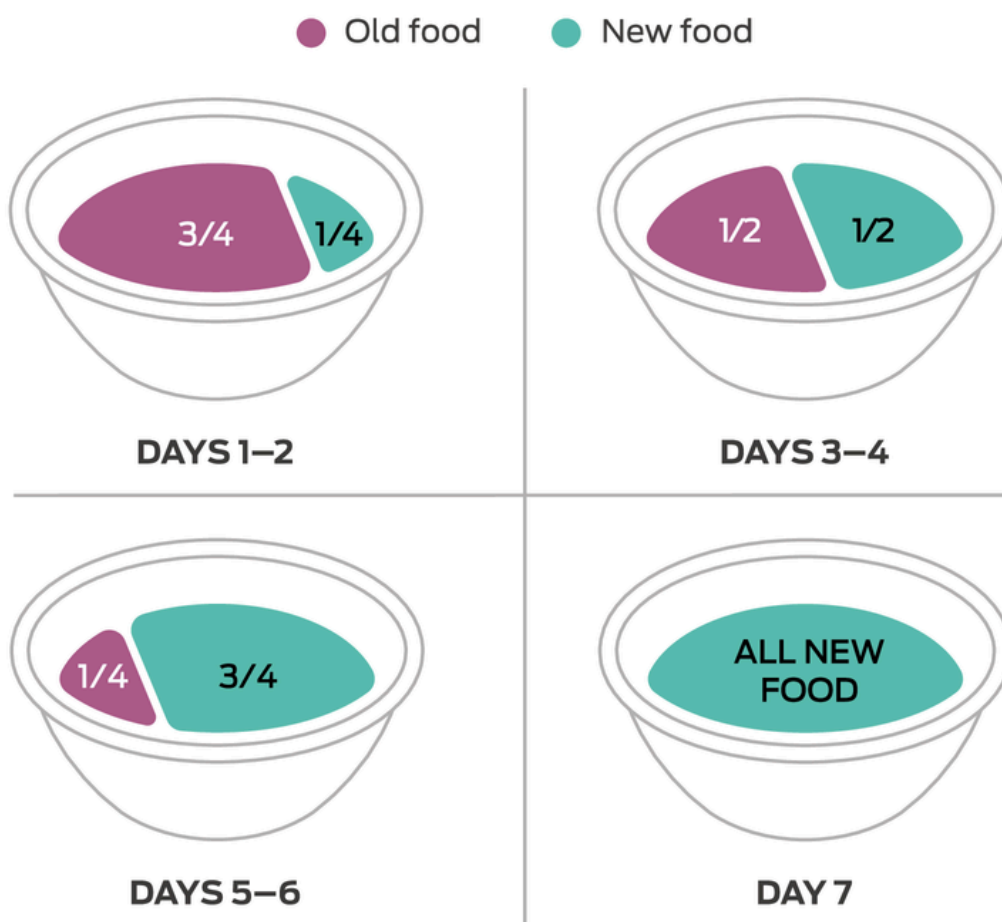 Old food
New food
3/4
1/4
DAYS 1–2
1/2
1/2
DAYS 3–4
1/4
3/4
DAYS 5–6
ALL NEW
FOOD
DAY 7